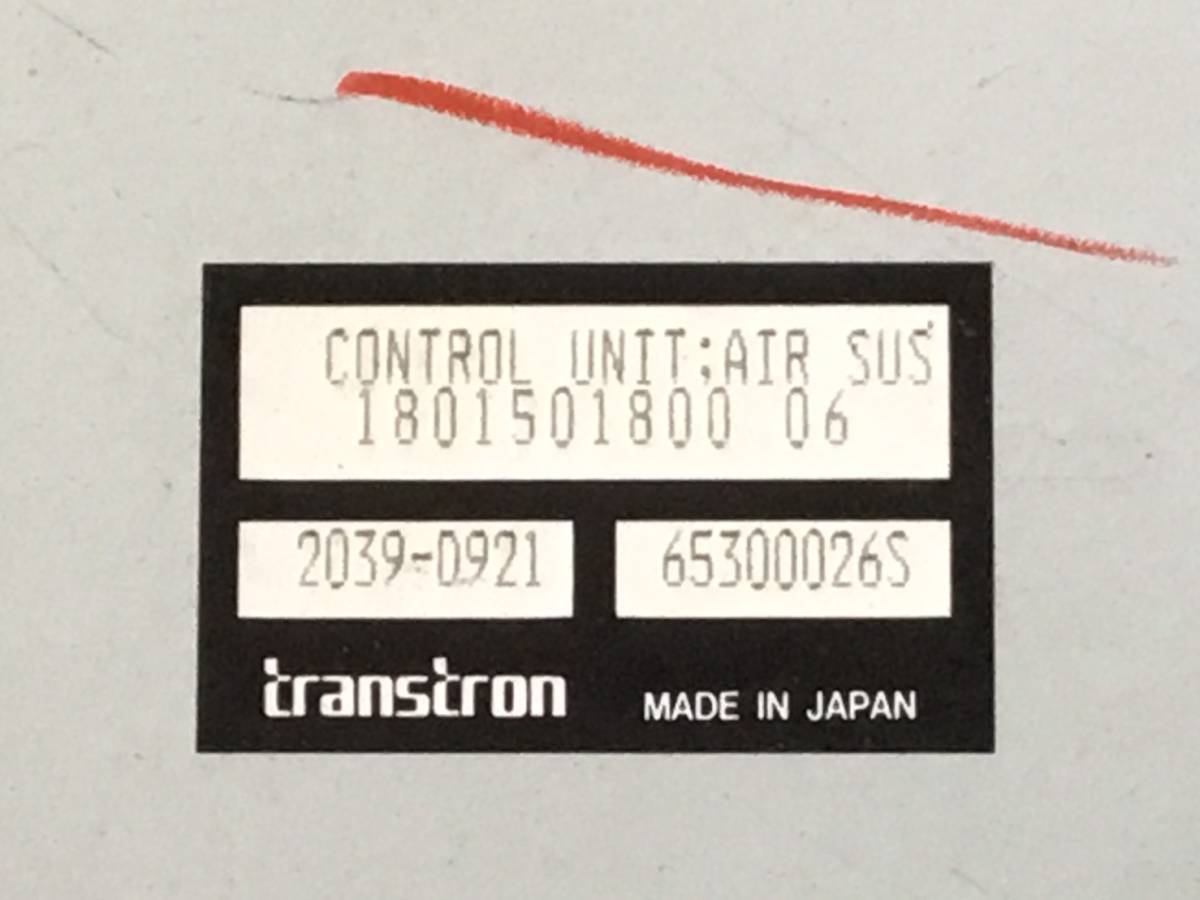 CONTROL UNIT;AIR SUS
1801501800 06
2039-0921 65300026S
transtron MADE IN JAPAN